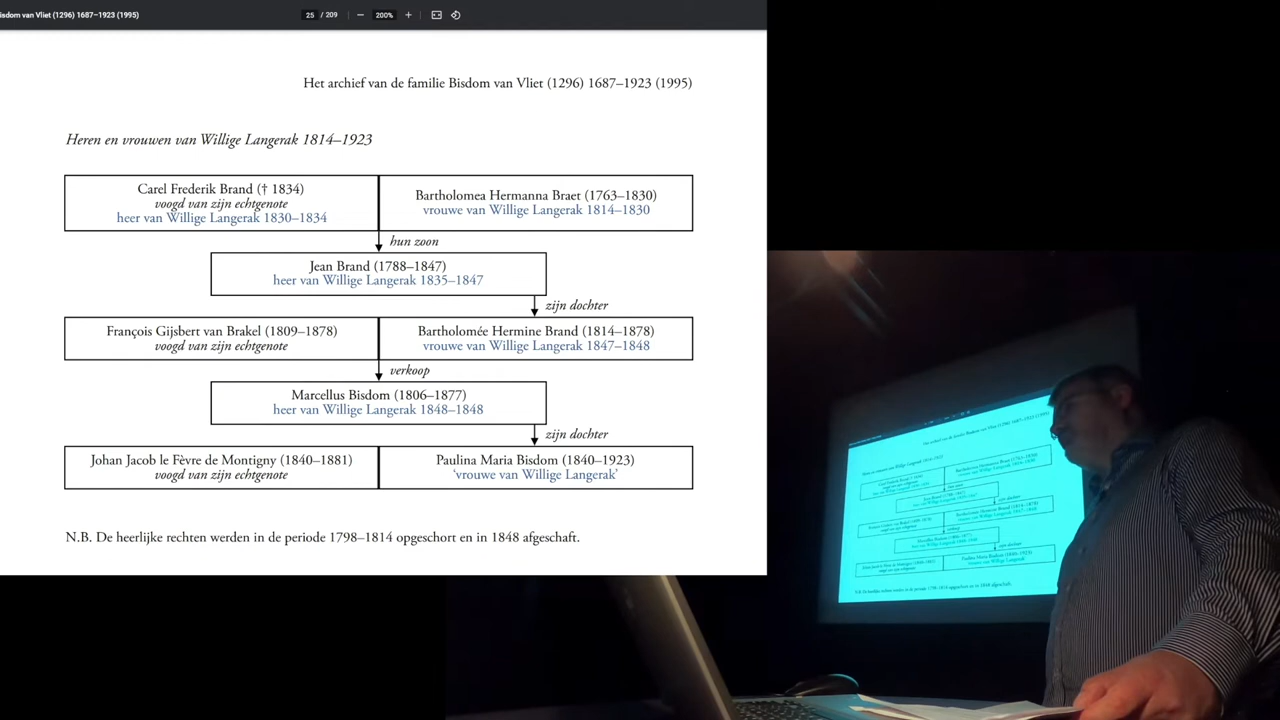 isdom van Vliet (1296) 1687–1923 (1995)
25 / 209
200%
Het archief van de familie Bisdom van Vliet (1296) 1687–1923 (1995)
Heren en vrouwen van Willige Langerak 1814–1923
Carel Frederik Brand († 1834)
voogd van zijn echtgenote
heer van Willige Langerak 1830–1834
Bartholomea Hermanna Braet (1763–1830)
vrouwe van Willige Langerak 1814–1830
hun zoon
Jean Brand (1788–1847)
heer van Willige Langerak 1835–1847
zijn dochter
François Gijsbert van Brakel (1809–1878)
voogd van zijn echtgenote
Bartholomée Hermine Brand (1814–1878)
vrouwe van Willige Langerak 1847–1848
verkoop
Marcellus Bisdom (1806–1877)
heer van Willige Langerak 1848–1848
zijn dochter
Johan Jacob le Fèvre de Montigny (1840–1881)
voogd van zijn echtgenote
Paulina Maria Bisdom (1840–1923)
‘vrouwe van Willige Langerak’
N.B. De heerlijke rechten werden in de periode 1798–1814 opgeschort en in 1848 afgeschaft.